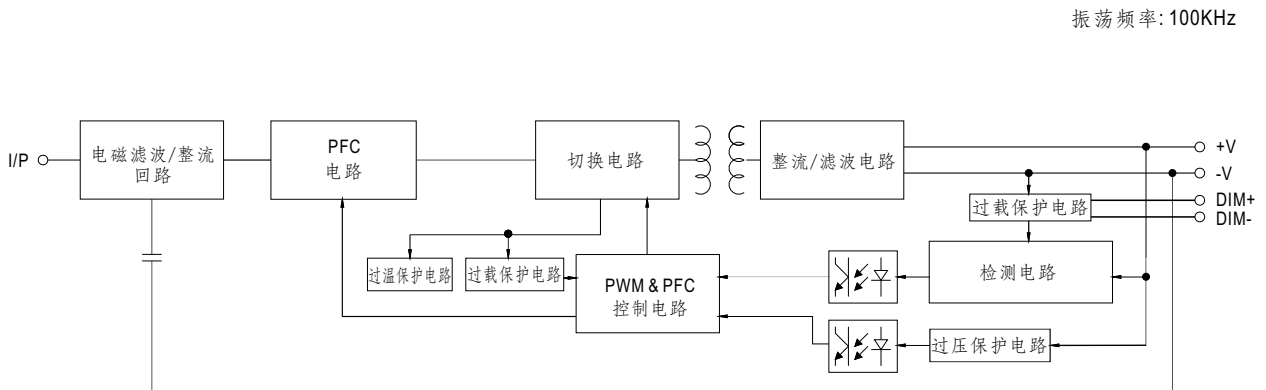 振荡频率: 100KHz
I/P
电磁滤波/整流
回路
PFC
电路
切换电路
整流/滤波电路
+V
-V
DIM+
DIM-
过载保护电路
过温保护电路
过载保护电路
PWM & PFC
控制电路
检测电路
过压保护电路